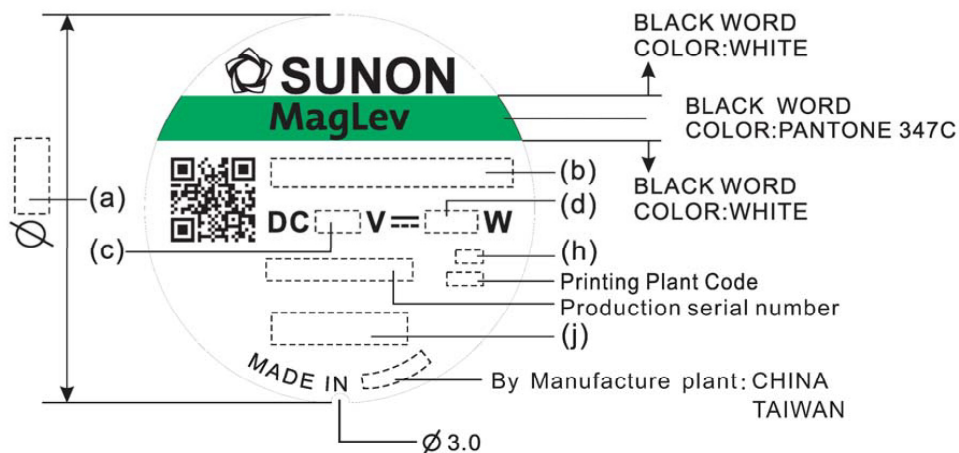 BLACK WORD
COLOR:WHITE
SUNON
MagLev
BLACK WORD
COLOR:PANTONE 347C
(a)
(b)
BLACK WORD
COLOR:WHITE
DC V W
(d)
Ø
(c)
(h)
Printing Plant Code
Production serial number
(j)
MADE IN
By Manufacture plant: CHINA
TAIWAN
Ø 3.0